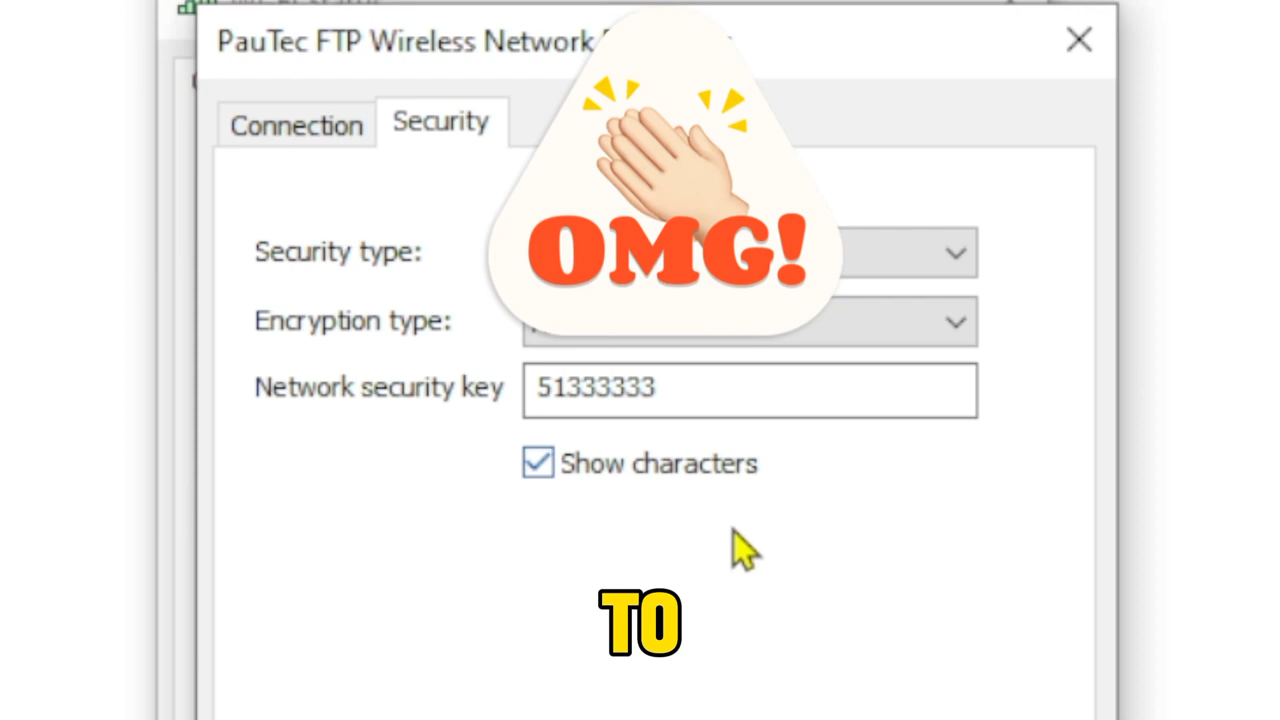 PauTec FTP Wireless Network
Connection
Security
OMG!
Security type:
Encryption type:
Network security key
51333333
Show characters
TO